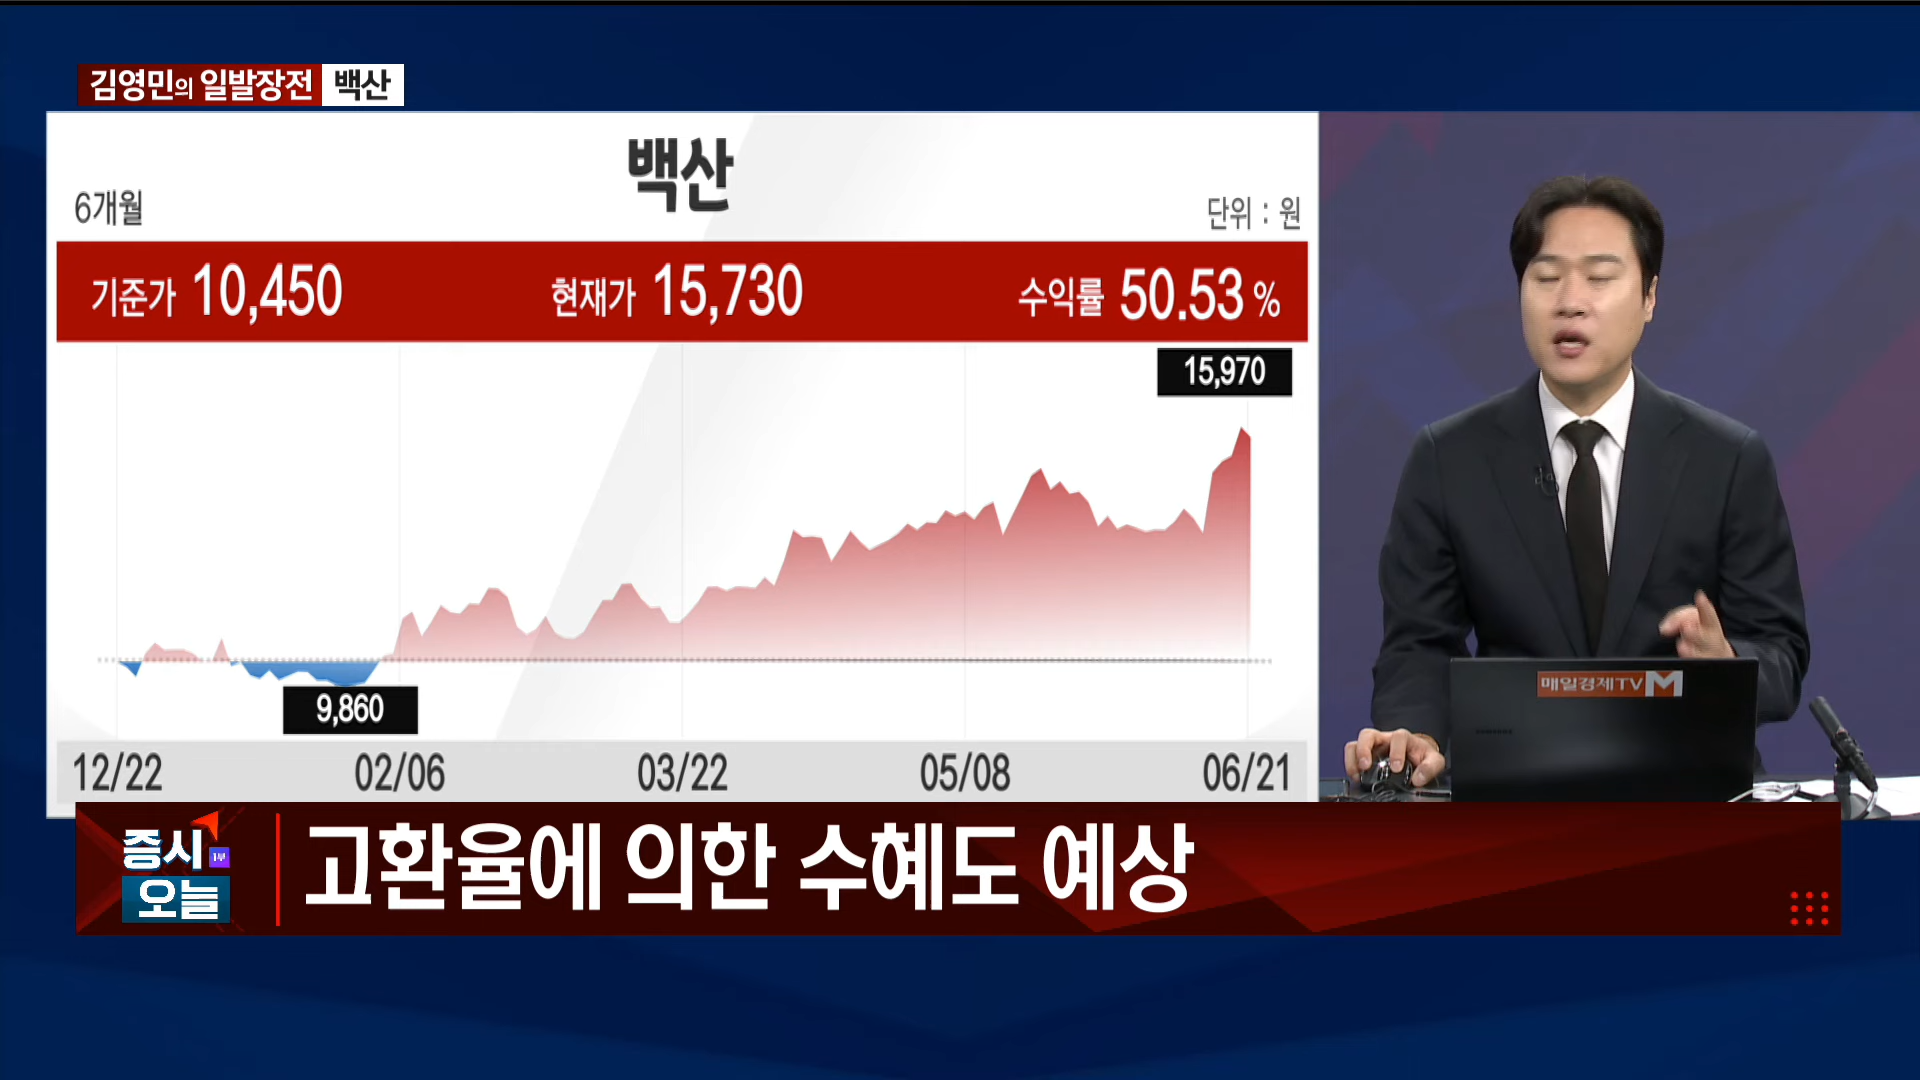 김영민의 일발장전 백산
백산
6개월
단위 : 원
기준가 10,450 현재가 15,730 수익률 50.53 %
15,970
9,860
12/22 02/06 03/22 05/08 06/21
매일경제TV M
증시 1부
오늘
고환율에 의한 수혜도 예상